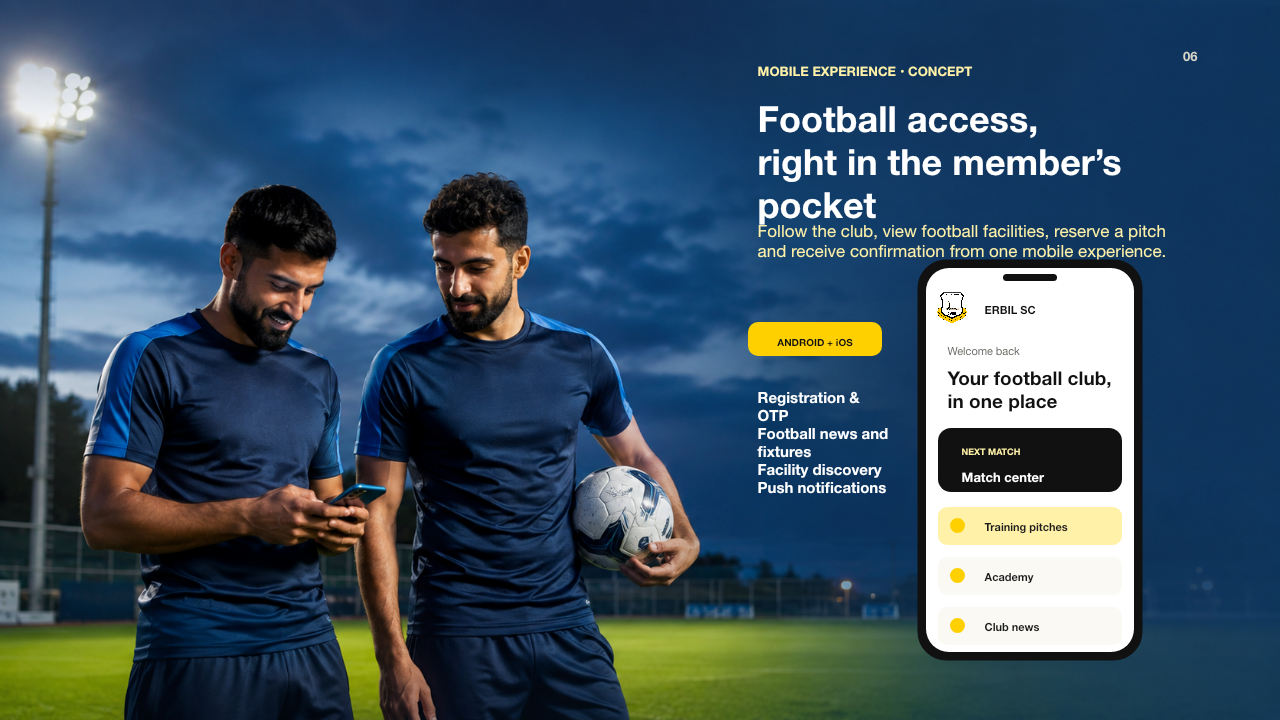 06
MOBILE EXPERIENCE · CONCEPT
Football access,
right in the member’s
pocket
Follow the club, view football facilities, reserve a pitch
and receive confirmation from one mobile experience.
ANDROID + iOS
Registration &
OTP
Football news and
fixtures
Facility discovery
Push notifications
ERBIL SC
Welcome back
Your football club,
in one place
NEXT MATCH
Match center
Training pitches
Academy
Club news